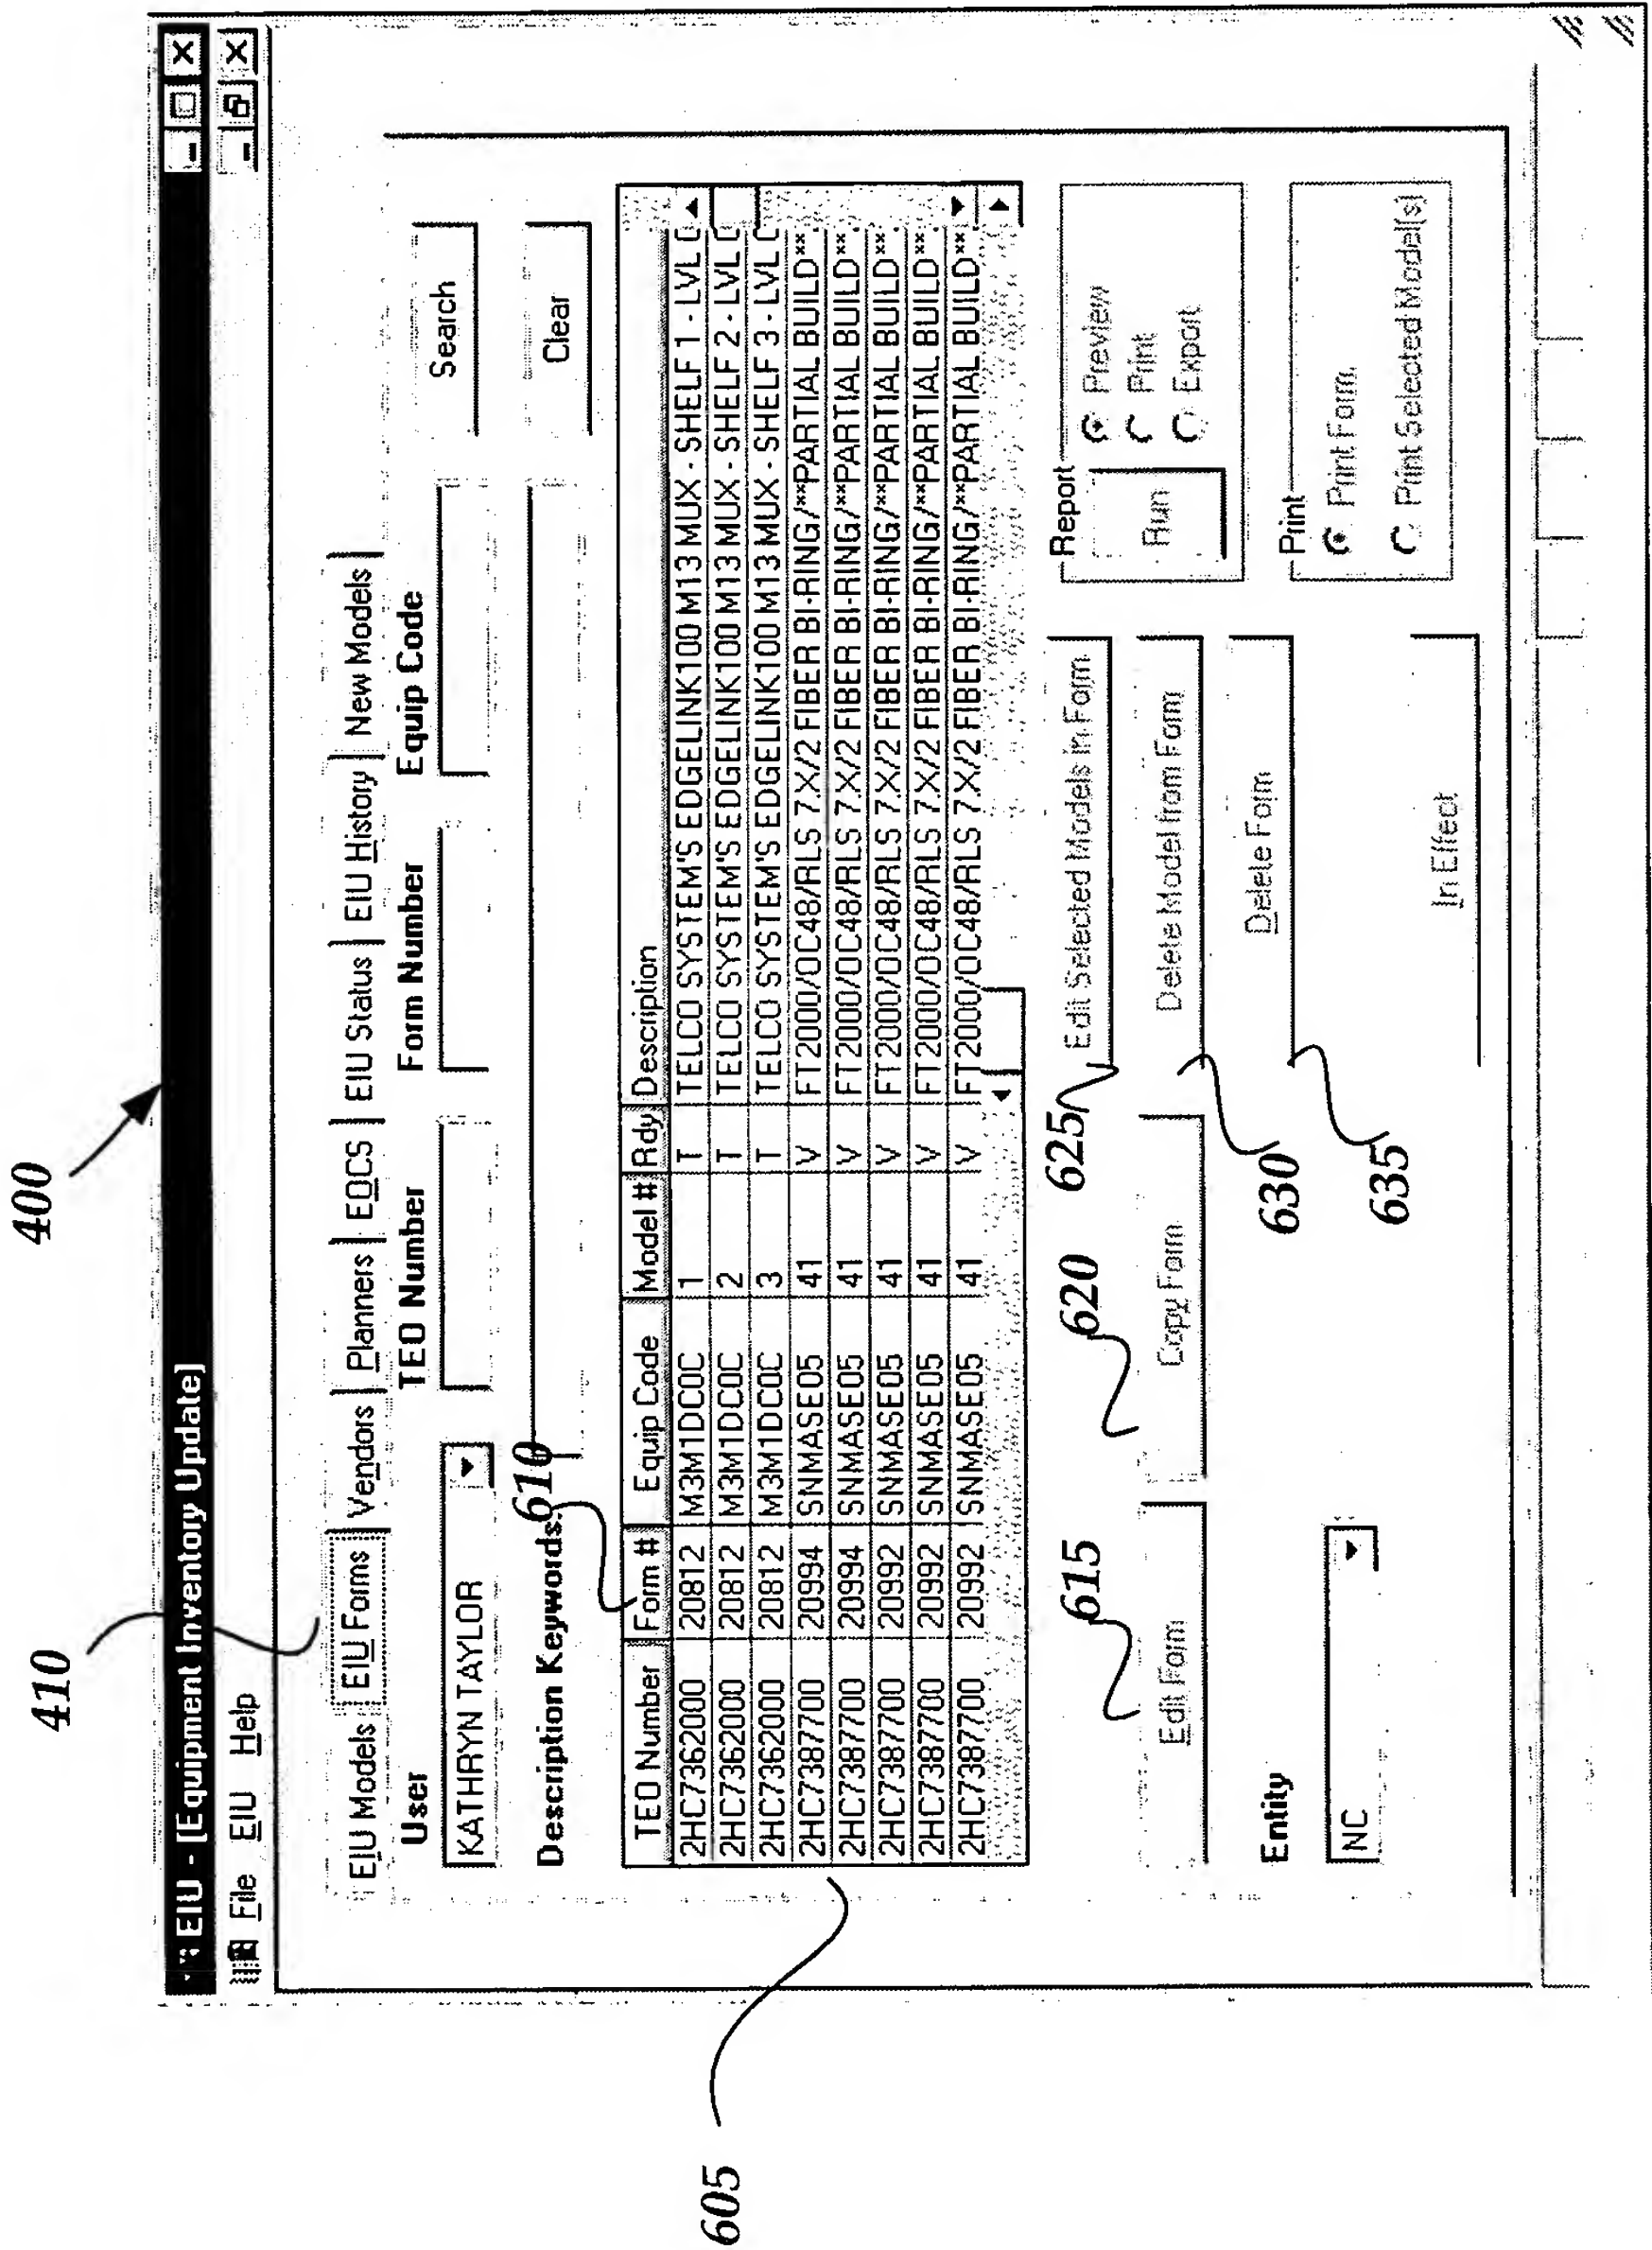 400
410
EIU - [Equipment Inventory Update]
File EIU Help
EIU Models EIU Forms Vendors Planners EOCS EIU Status EIU History New Models
User TEO Number Form Number Equip Code
KATHRYN TAYLOR Search
Description Keywords: Clear
610
TEO Number Form # Equip Code Model # Rdy Description
2HC7362000 20812 M3M1DC0C 1 T TELCO SYSTEM'S EDGELINK100 M13 MUX - SHELF 1 - LVL
2HC7362000 20812 M3M1DC0C 2 T TELCO SYSTEM'S EDGELINK100 M13 MUX - SHELF 2 - LVL
2HC7362000 20812 M3M1DC0C 3 T TELCO SYSTEM'S EDGELINK100 M13 MUX - SHELF 3 - LVL
2HC7387700 20994 SNMASE05 41 V FT2000/OC48/RLS 7.X/2 FIBER BI-RING/**PARTIAL BUILD**
2HC7387700 20994 SNMASE05 41 V FT2000/OC48/RLS 7.X/2 FIBER BI-RING/**PARTIAL BUILD**
2HC7387700 20992 SNMASE05 41 V FT2000/OC48/RLS 7.X/2 FIBER BI-RING/**PARTIAL BUILD**
2HC7387700 20992 SNMASE05 41 V FT2000/OC48/RLS 7.X/2 FIBER BI-RING/**PARTIAL BUILD**
2HC7387700 20992 SNMASE05 41 V FT2000/OC48/RLS 7.X/2 FIBER BI-RING/**PARTIAL BUILD**
605
615 620 625
Edit Selected Models in Form
Report
Run
Preview
Print
Export
Edit Form Copy Form Delete Model from Form
630
Delete Form
635
Entity
NC
Print
Print Form
Print Selected Model(s)
In Effect